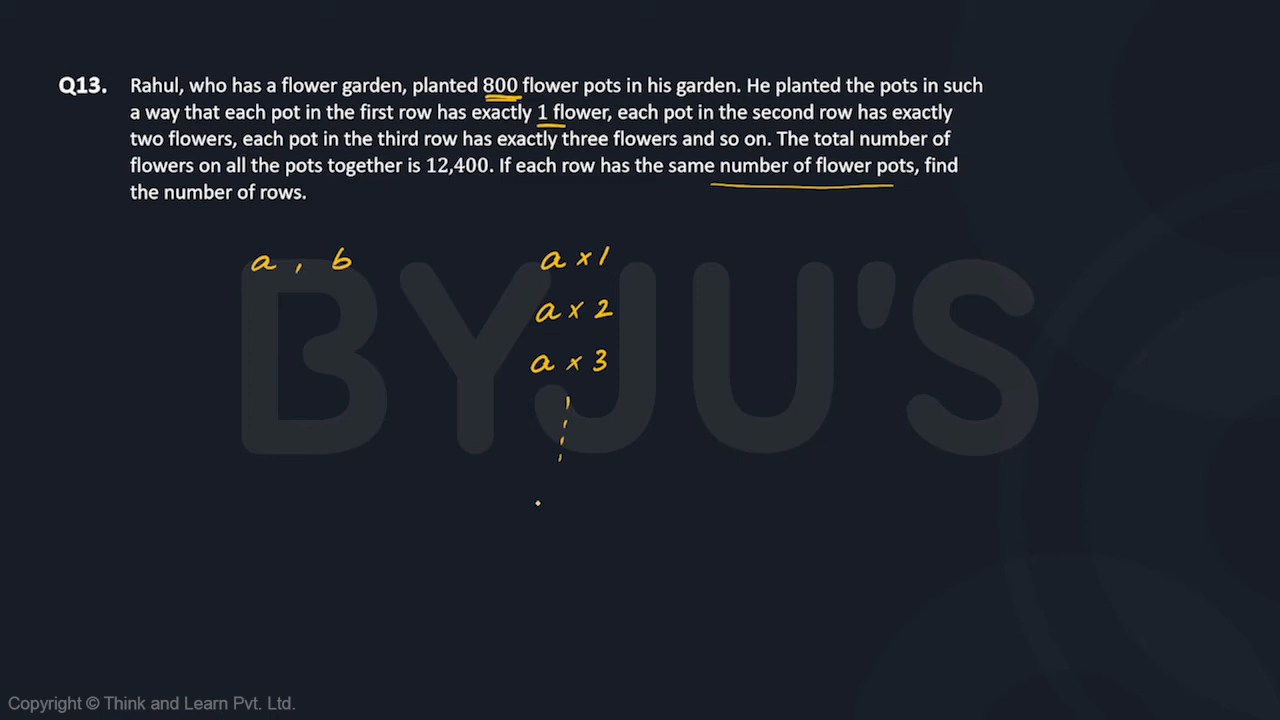 Q13. Rahul, who has a flower garden, planted 800 flower pots in his garden. He planted the pots in such
a way that each pot in the first row has exactly 1 flower, each pot in the second row has exactly
two flowers, each pot in the third row has exactly three flowers and so on. The total number of
flowers on all the pots together is 12,400. If each row has the same number of flower pots, find
the number of rows.
a , b
a × 1
a × 2
a × 3
BYJU'S
Copyright © Think and Learn Pvt. Ltd.